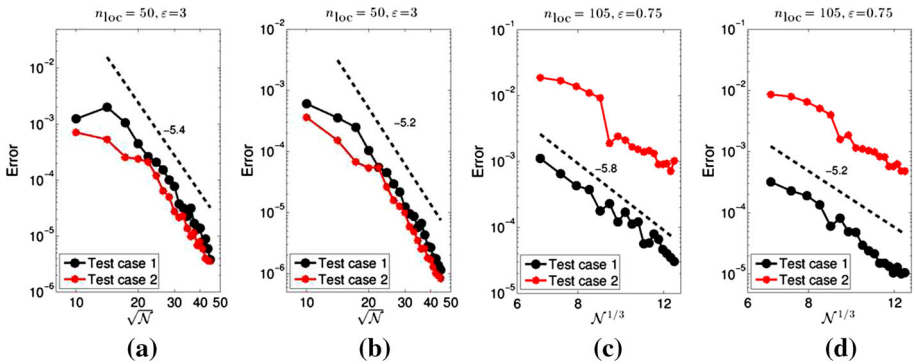 n_loc = 50, ε=3
10^-2
10^-3
10^-4
10^-5
10^-6
Error
-5.4
Test case 1
Test case 2
10 20 30 40 50
√N
(a)
n_loc = 50, ε=3
10^-2
10^-3
10^-4
10^-5
10^-6
Error
-5.2
Test case 1
Test case 2
10 20 30 40 50
√N
(b)
n_loc = 105, ε=0.75
10^-1
10^-2
10^-3
10^-4
10^-5
Error
-5.8
Test case 1
Test case 2
6 8 10 12
N^1/3
(c)
n_loc = 105, ε=0.75
10^-1
10^-2
10^-3
10^-4
10^-5
Error
-5.2
Test case 1
Test case 2
6 8 10 12
N^1/3
(d)